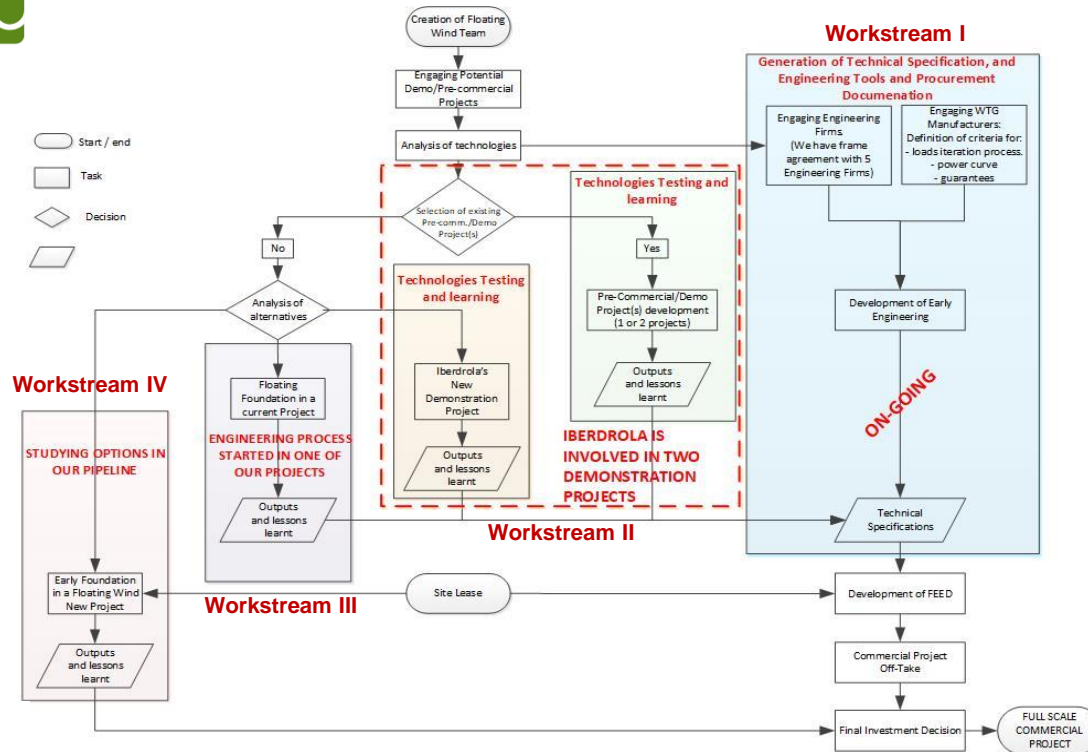 Creation of Floating
Wind Team
Workstream I
Generation of Technical Specification, and
Engineering Tools and Procurement
Documenation
Engaging Potential
Demo/Pre-commercial
Projects
Engaging Engineering
Firms.
(We have frame
agreement with 5
Engineering Firms)
Engaging WTG
Manufacturers:
Definition of criteria for:
- loads iteration process.
- power curve
- guarantees
Start / end
Task
Decision
Analysis of technologies
Technologies Testing and
learning
Selection of existing
Pre-comm./Demo
Project(s)
No
Yes
Technologies Testing
and learning
Pre-Commercial/Demo
Project(s) development
(1 or 2 projects)
Analysis of
alternatives
Development of Early
Engineering
Workstream IV
Floating
Foundation in a
current Project
Iberdrola's
New
Demonstration
Project
Outputs
and lessons
learnt
ON-GOING
STUDYING OPTIONS IN
OUR PIPELINE
ENGINEERING PROCESS
STARTED IN ONE OF
OUR PROJECTS
IBERDROLA IS
INVOLVED IN TWO
DEMONSTRATION
PROJECTS
Outputs
and lessons
learnt
Outputs
and lessons
learnt
Workstream II
Technical
Specifications
Early Foundation
in a Floating Wind
New Project
Workstream III
Site Lease
Development of FEED
Outputs
and lessons
learnt
Commercial Project
Off-Take
Final Investment Decision
FULL SCALE
COMMERCIAL
PROJECT